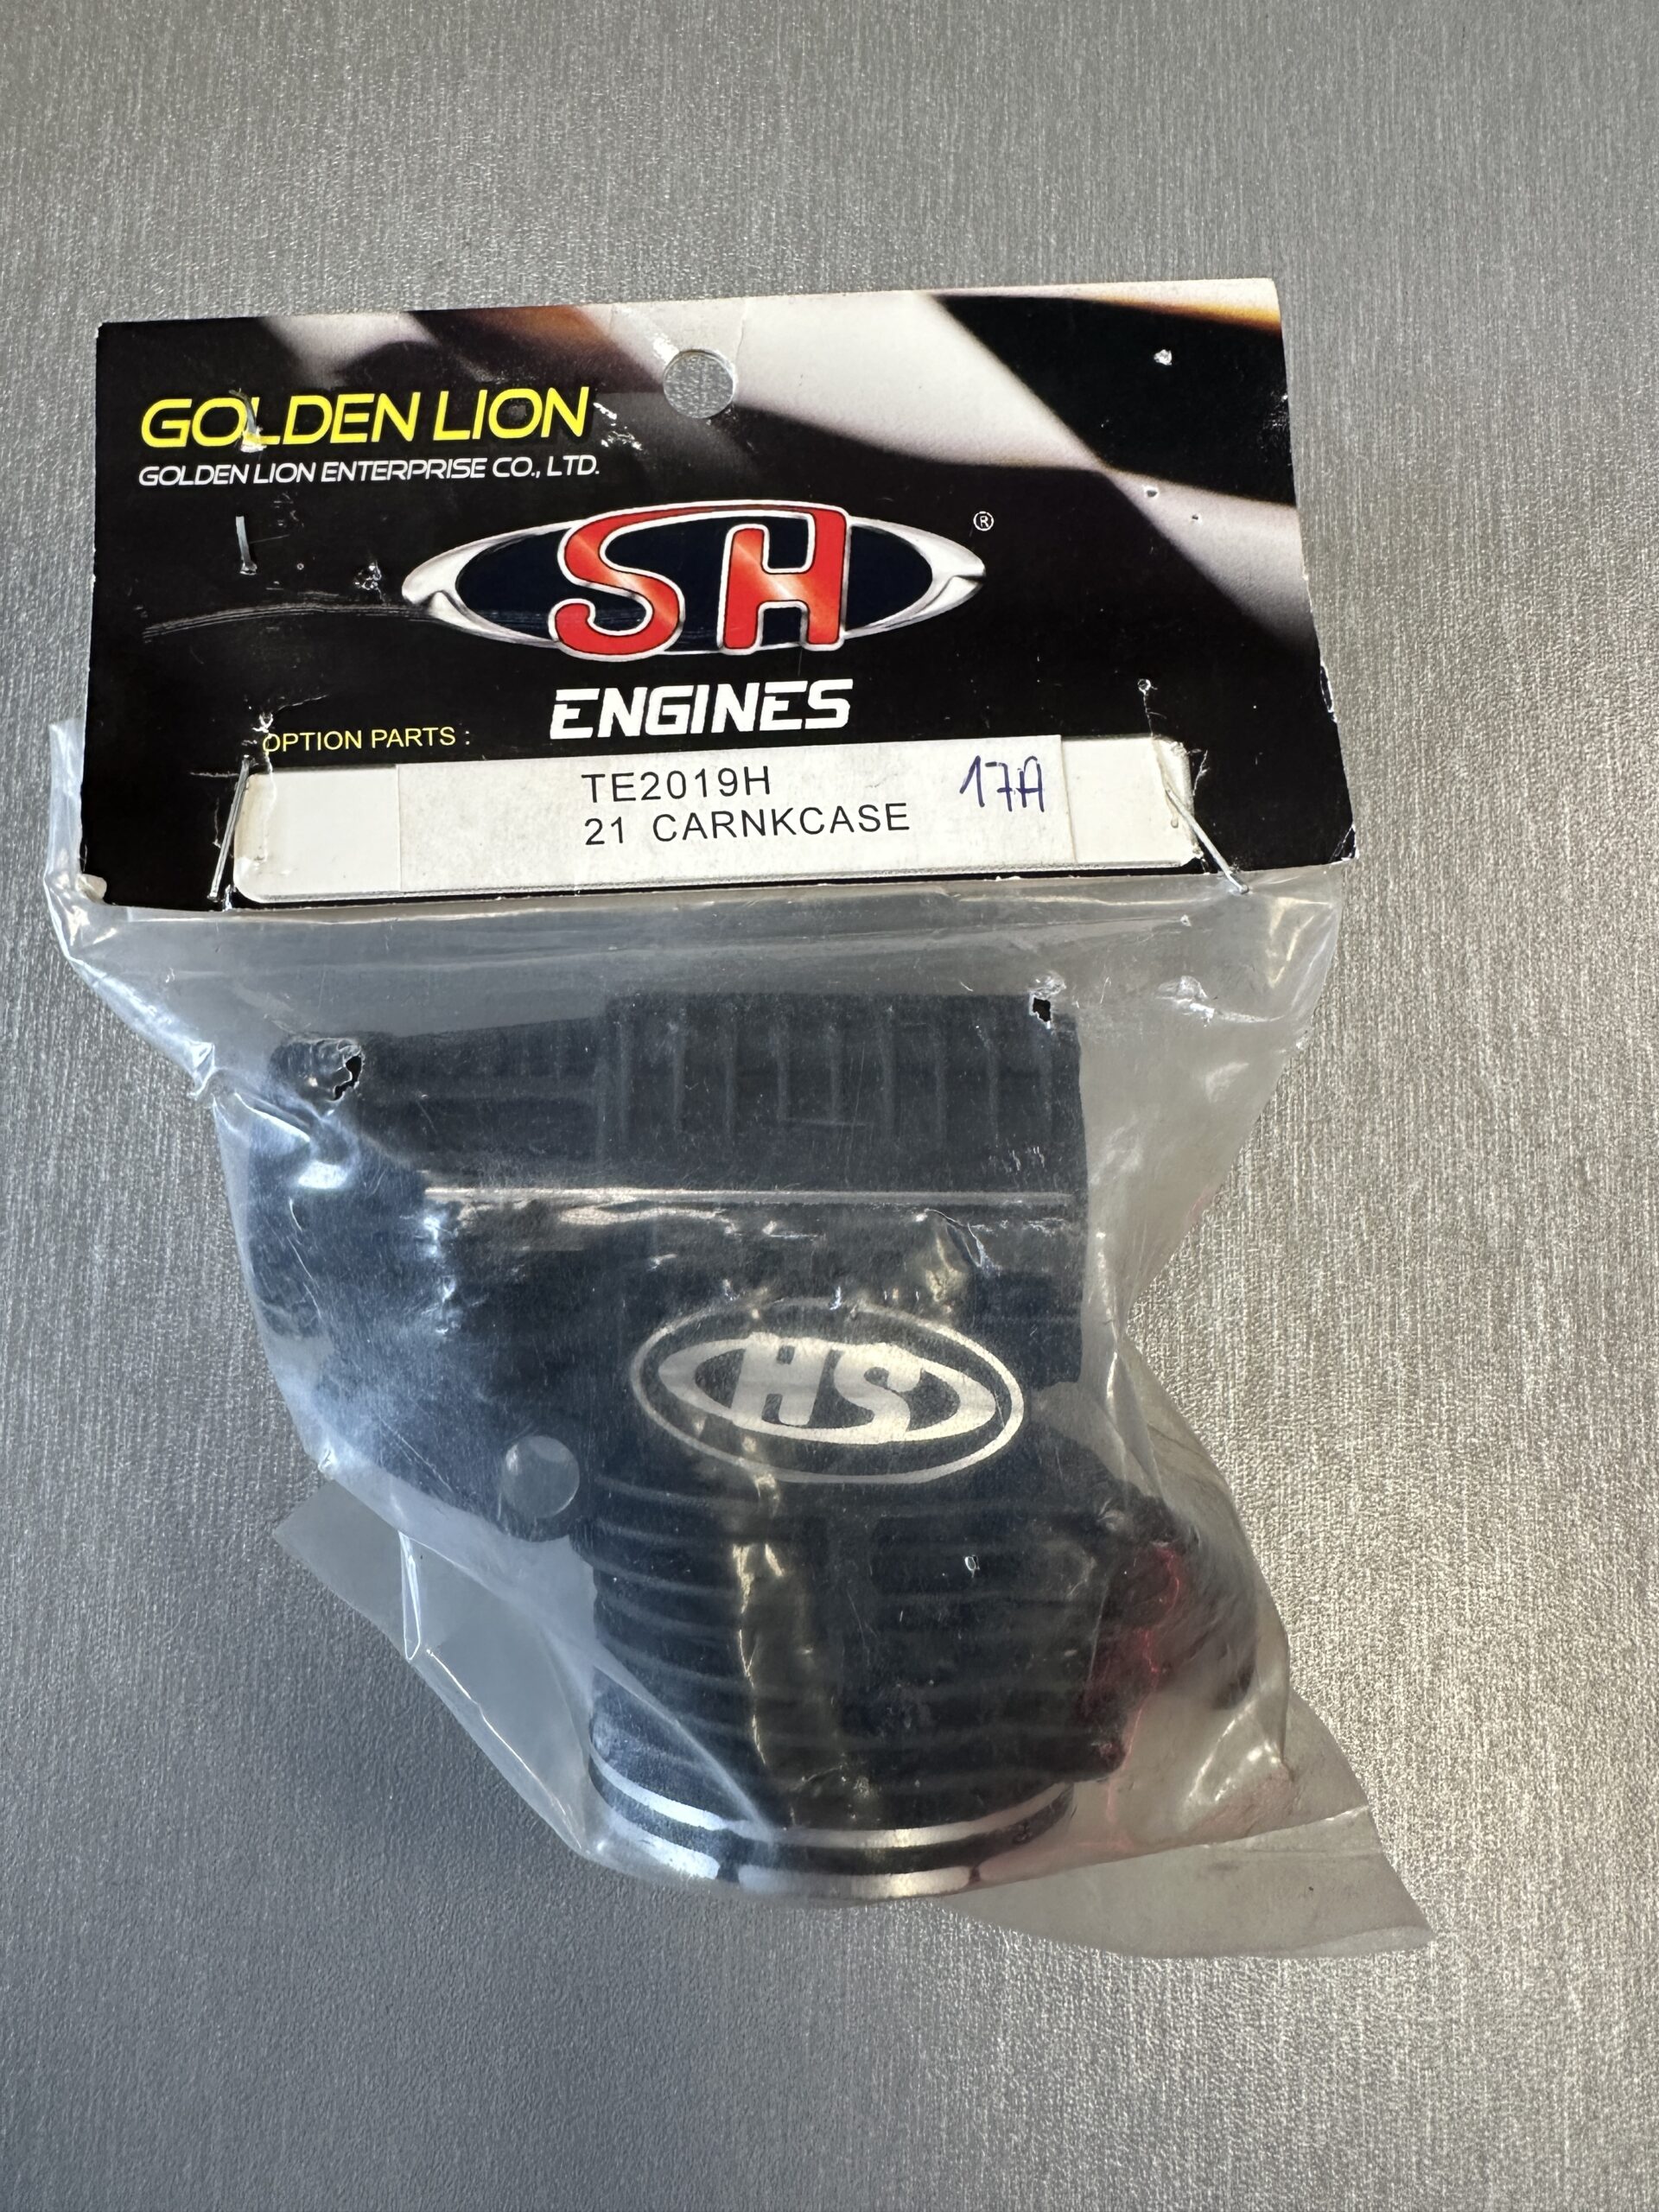 GOLDEN LION
GOLDEN LION ENTERPRISE CO., LTD.
SH ®
ENGINES
OPTION PARTS :
TE2019H 17A
21 CARNKCASE
SH